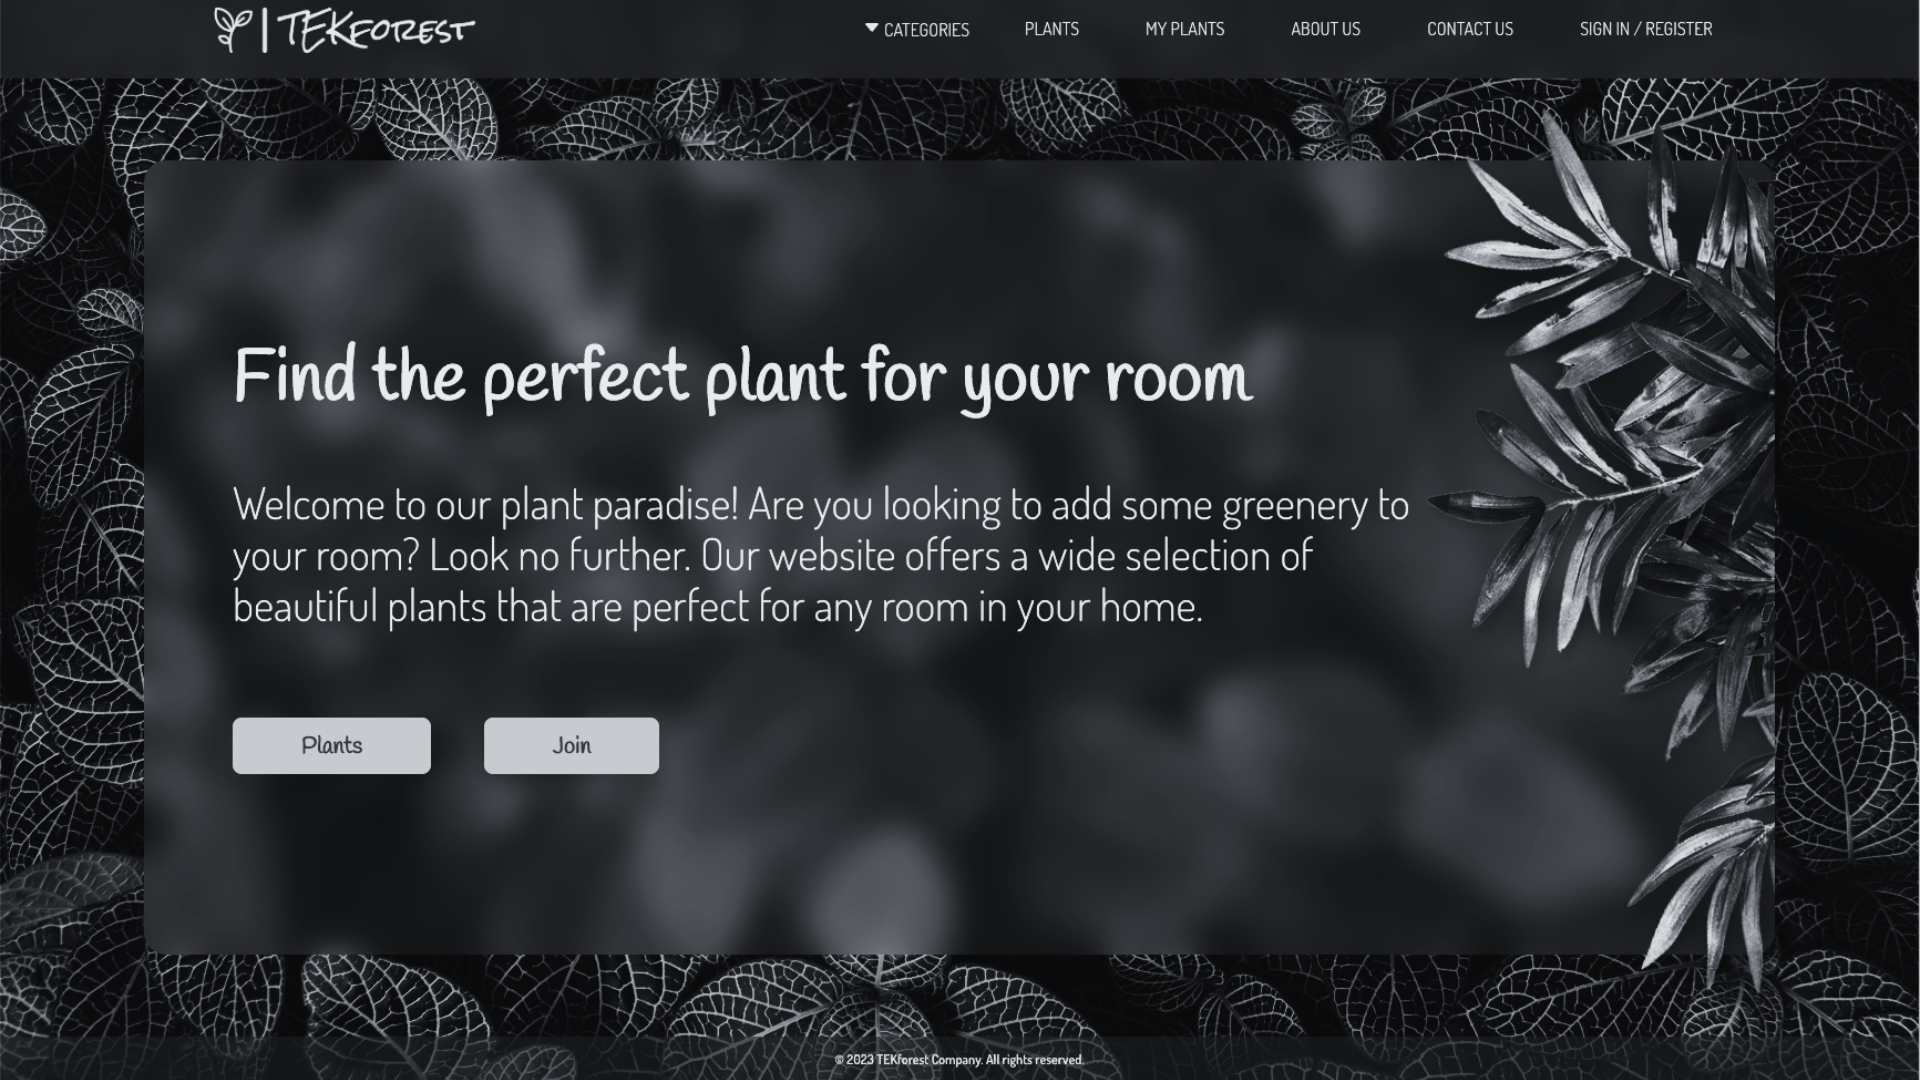 TEKFOREST
CATEGORIES
PLANTS
MY PLANTS
ABOUT US
CONTACT US
SIGN IN / REGISTER
Find the perfect plant for your room
Welcome to our plant paradise! Are you looking to add some greenery to
your room? Look no further. Our website offers a wide selection of
beautiful plants that are perfect for any room in your home.
Plants
Join
© 2023 TEKforest Company. All rights reserved.